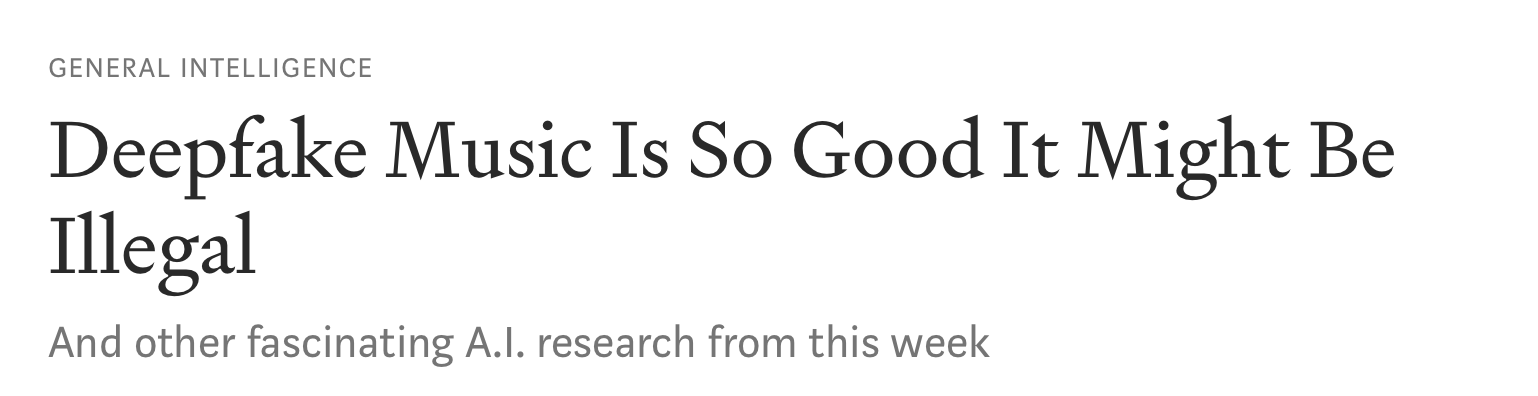 GENERAL INTELLIGENCE
Deepfake Music Is So Good It Might Be
Illegal
And other fascinating A.I. research from this week